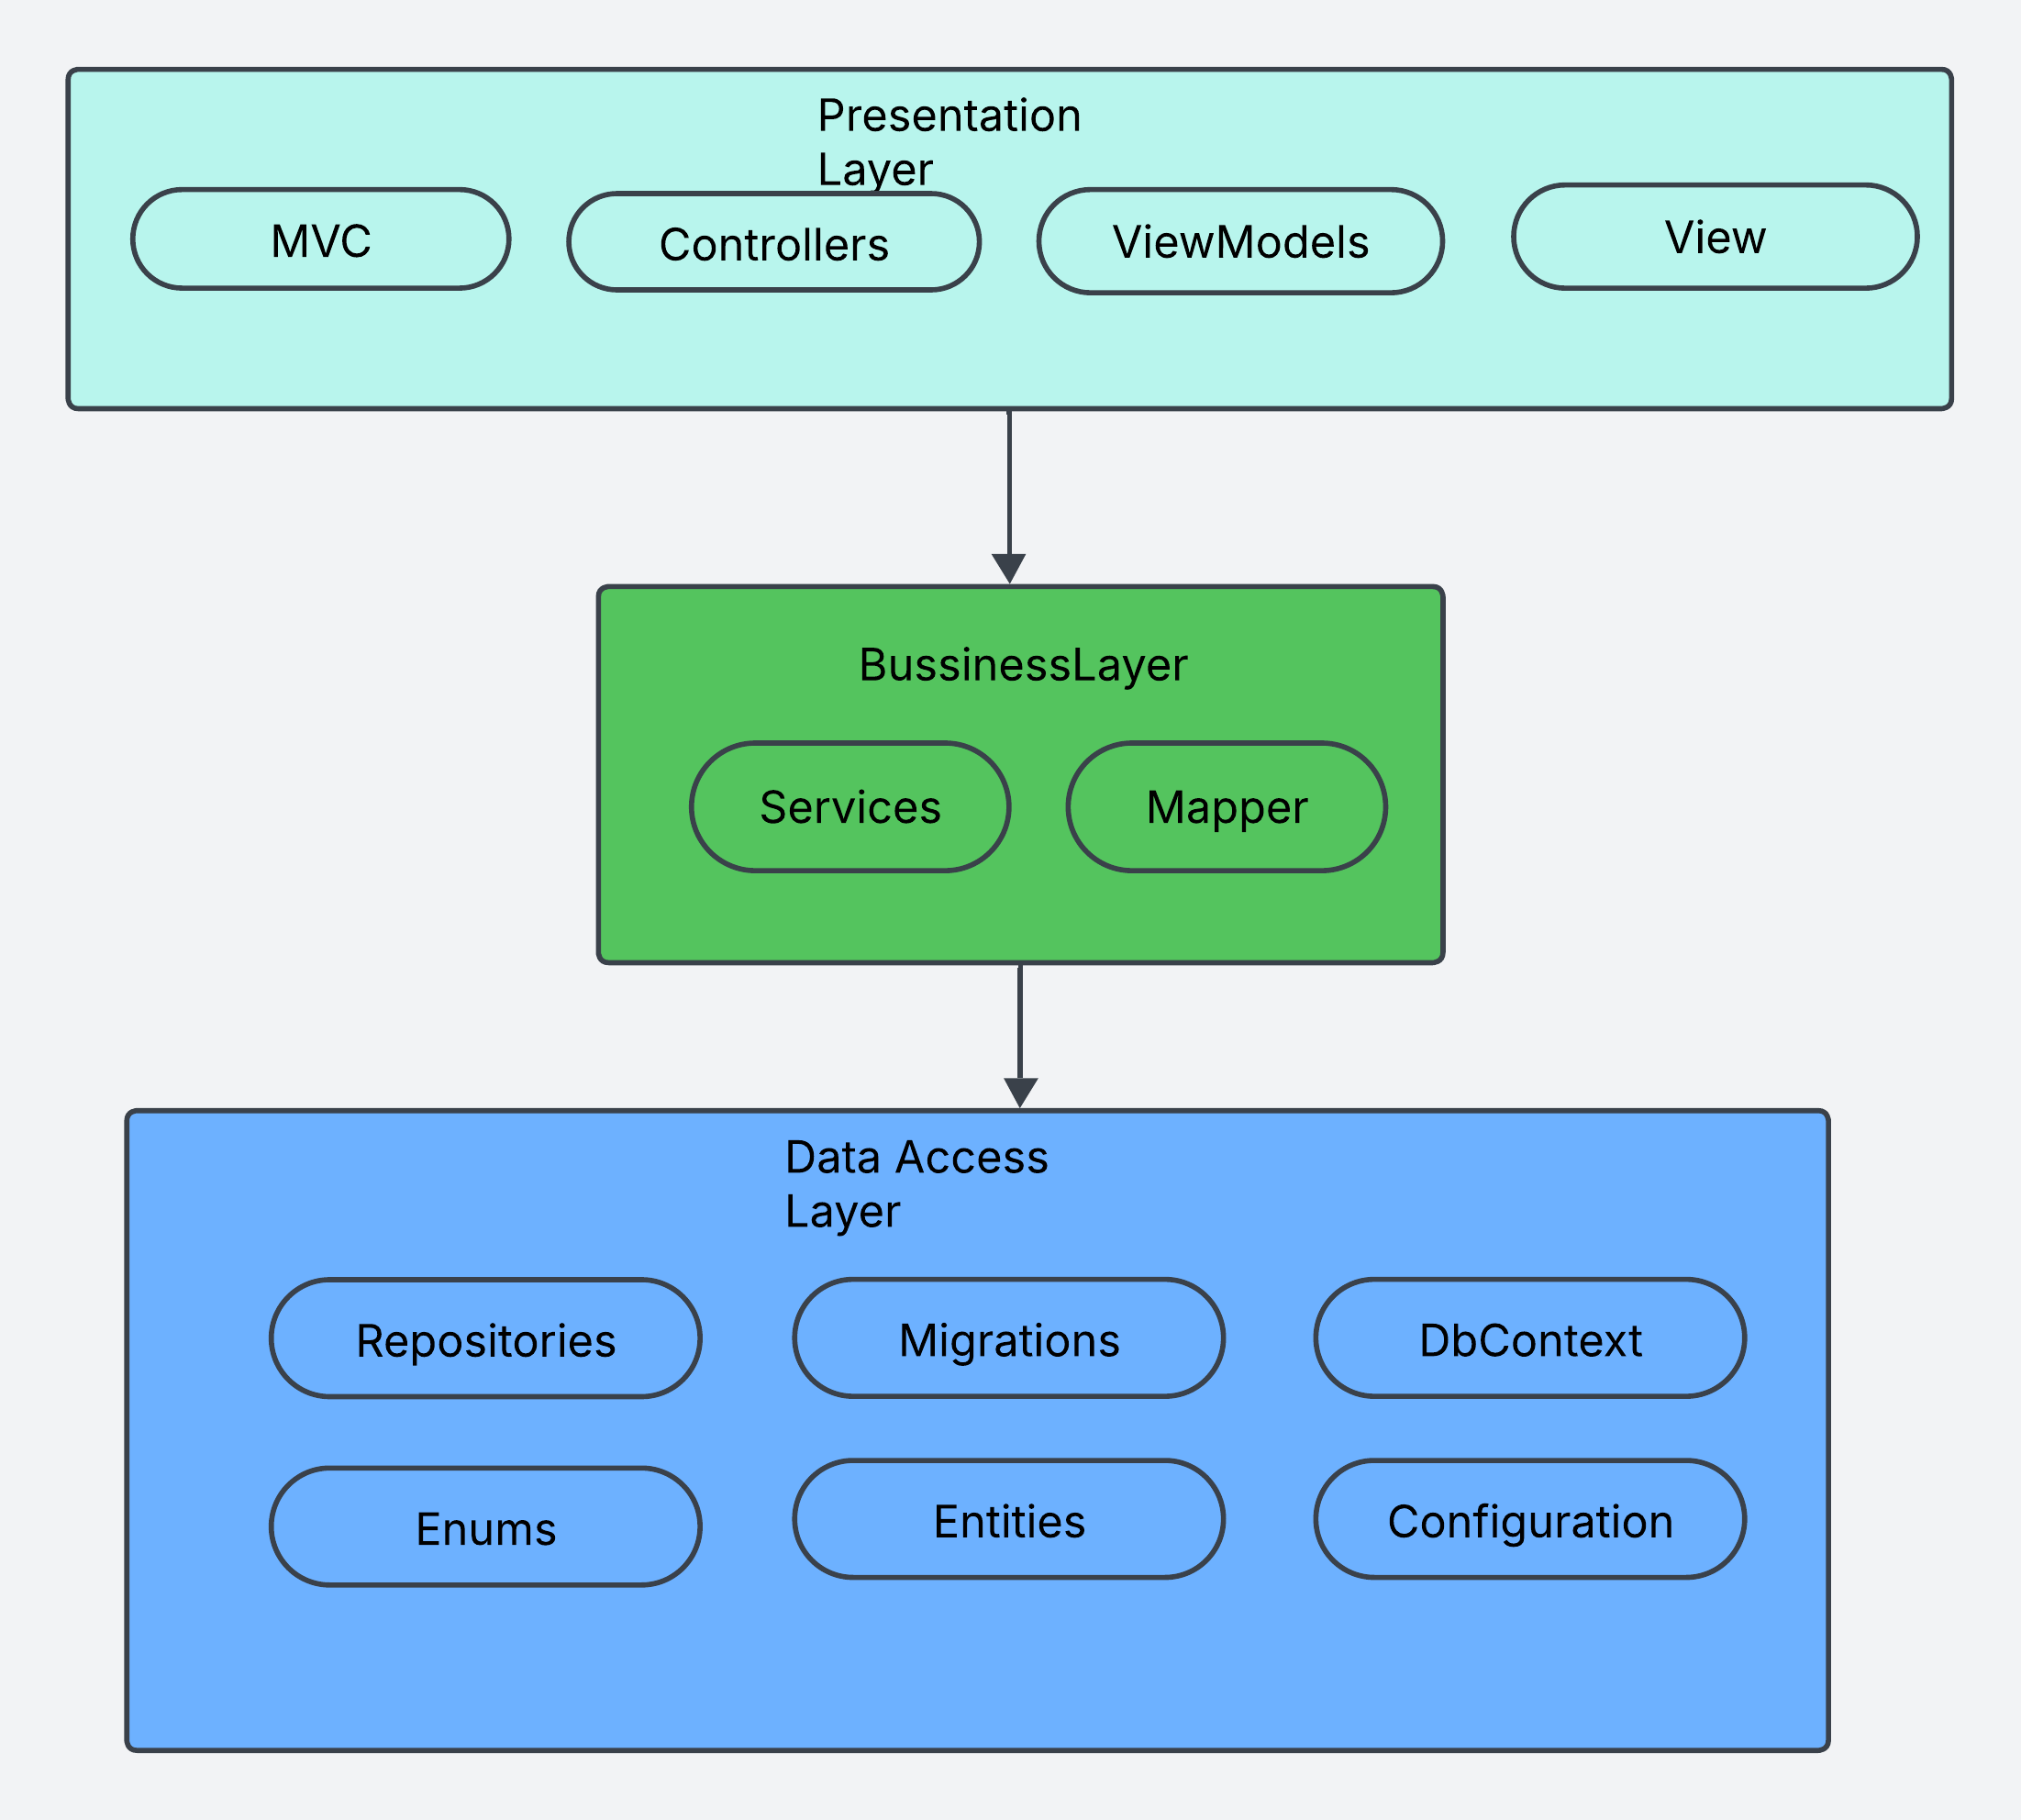 Presentation
Layer
MVC
Controllers
ViewModels
View
BussinessLayer
Services
Mapper
Data Access
Layer
Repositories
Migrations
DbContext
Enums
Entities
Configuration